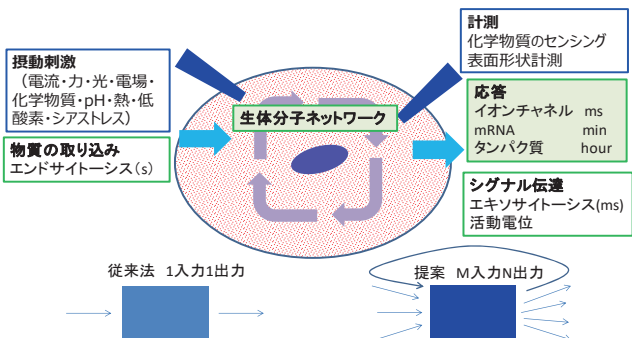 摂動刺激
（電流・力・光・電場・
化学物質・pH・熱・低
酸素・シアストレス）
物質の取り込み
エンドサイトーシス（s）
生体分子ネットワーク
計測
化学物質のセンシング
表面形状計測
応答
イオンチャネル ms
mRNA min
タンパク質 hour
シグナル伝達
エキソサイトーシス(ms)
活動電位
従来法 1入力1出力
提案 M入力N出力